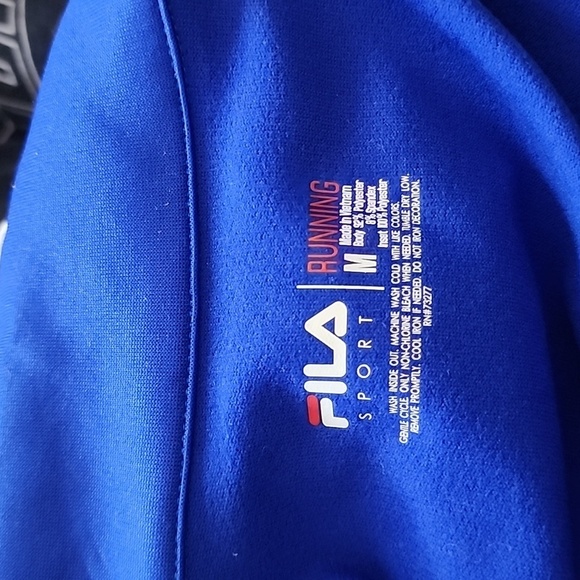 FILA
SPORT
RUNNING
Made in Vietnam
M
Body 92% Polyester
8% Spandex
Inset 100% Polyester
WASH INSIDE OUT. MACHINE WASH COLD WITH LIKE COLORS.
GENTLE CYCLE. ONLY NON-CHLORINE BLEACH WHEN NEEDED. TUMBLE DRY LOW.
REMOVE PROMPTLY. COOL IRON IF NEEDED. DO NOT IRON DECORATION.
RN#73277